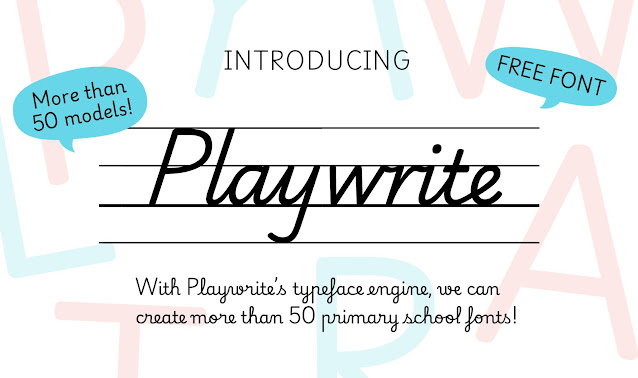 INTRODUCING
FREE FONT
More than
50 models!
Playwrite
With Playwrite's typeface engine, we can
create more than 50 primary school fonts!